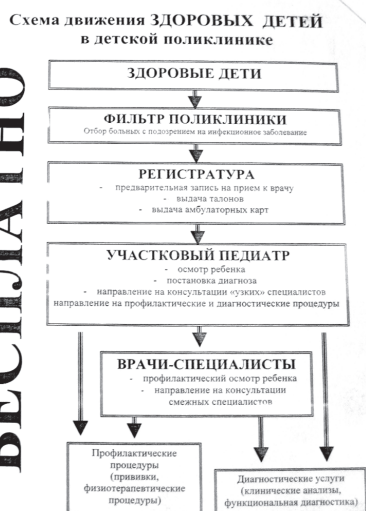 Схема движения ЗДОРОВЫХ ДЕТЕЙ
в детской поликлинике
БЕСПЛАТНО
ЗДОРОВЫЕ ДЕТИ
ФИЛЬТР ПОЛИКЛИНИКИ
Отбор больных с подозрением на инфекционное заболевание
РЕГИСТРАТУРА
- предварительная запись на прием к врачу
- выдача талонов
- выдача амбулаторных карт
УЧАСТКОВЫЙ ПЕДИАТР
- осмотр ребенка
- постановка диагноза
- направление на консультации «узких» специалистов
направление на профилактические и диагностические процедуры
ВРАЧИ-СПЕЦИАЛИСТЫ
- профилактический осмотр ребенка
- направление на консультации
смежных специалистов
Профилактические
процедуры
(прививки,
физиотерапевтические
процедуры)
Диагностические услуги
(клинические анализы,
функциональная диагностика)